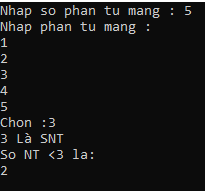 Nhap so phan tu mang : 5
Nhap phan tu mang :
1
2
3
4
5
Chon :3
3 Là SNT
So NT <3 la:
2